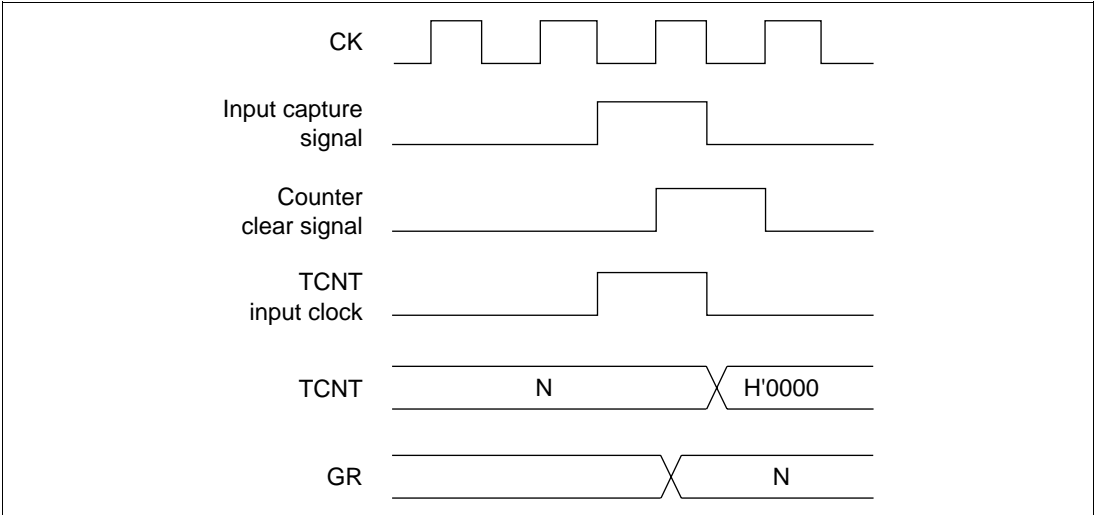 CK
Input capture
signal
Counter
clear signal
TCNT
input clock
TCNT
N
H'0000
GR
N